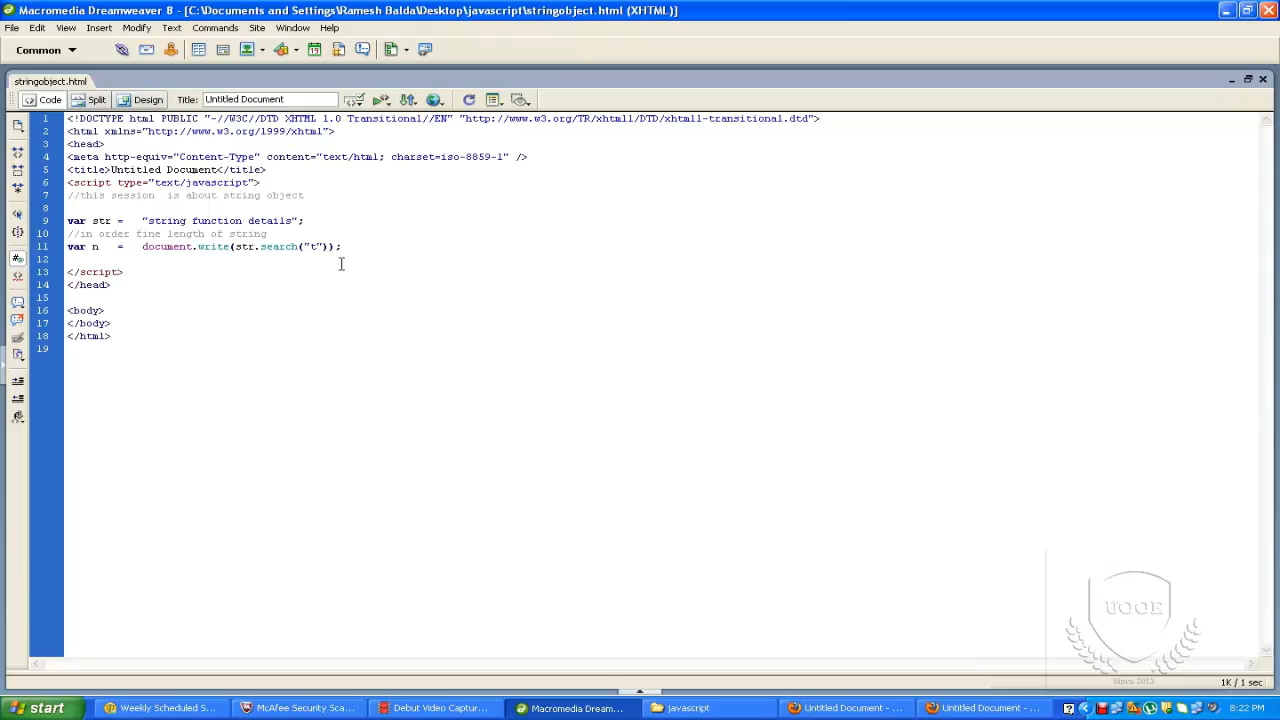 Macromedia Dreamweaver 8 - [C:\Documents and Settings\Ramesh Balda\Desktop\javascript\stringobject.html (XHTML)]
File Edit View Insert Modify Text Commands Site Window Help
Common
stringobject.html
Code Split Design Title: Untitled Document
1 <!DOCTYPE html PUBLIC "-//W3C//DTD XHTML 1.0 Transitional//EN" "http://www.w3.org/TR/xhtml1/DTD/xhtml1-transitional.dtd">
2 <html xmlns="http://www.w3.org/1999/xhtml">
3 <head>
4 <meta http-equiv="Content-Type" content="text/html; charset=iso-8859-1" />
5 <title>Untitled Document</title>
6 <script type="text/javascript">
7 //this session  is about string object
8
9 var str =   "string function details";
10 //in order fine length of string
11 var n   =   document.write(str.search("t"));
12
13 </script>
14 </head>
15
16 <body>
17 </body>
18 </html>
19
UOOE
Since 2013
1K / 1 sec
start Weekly Scheduled S... McAfee Security Sca... Debut Video Captur... Macromedia Dream... javascript Untitled Document - ... Untitled Document - ... 8:22 PM